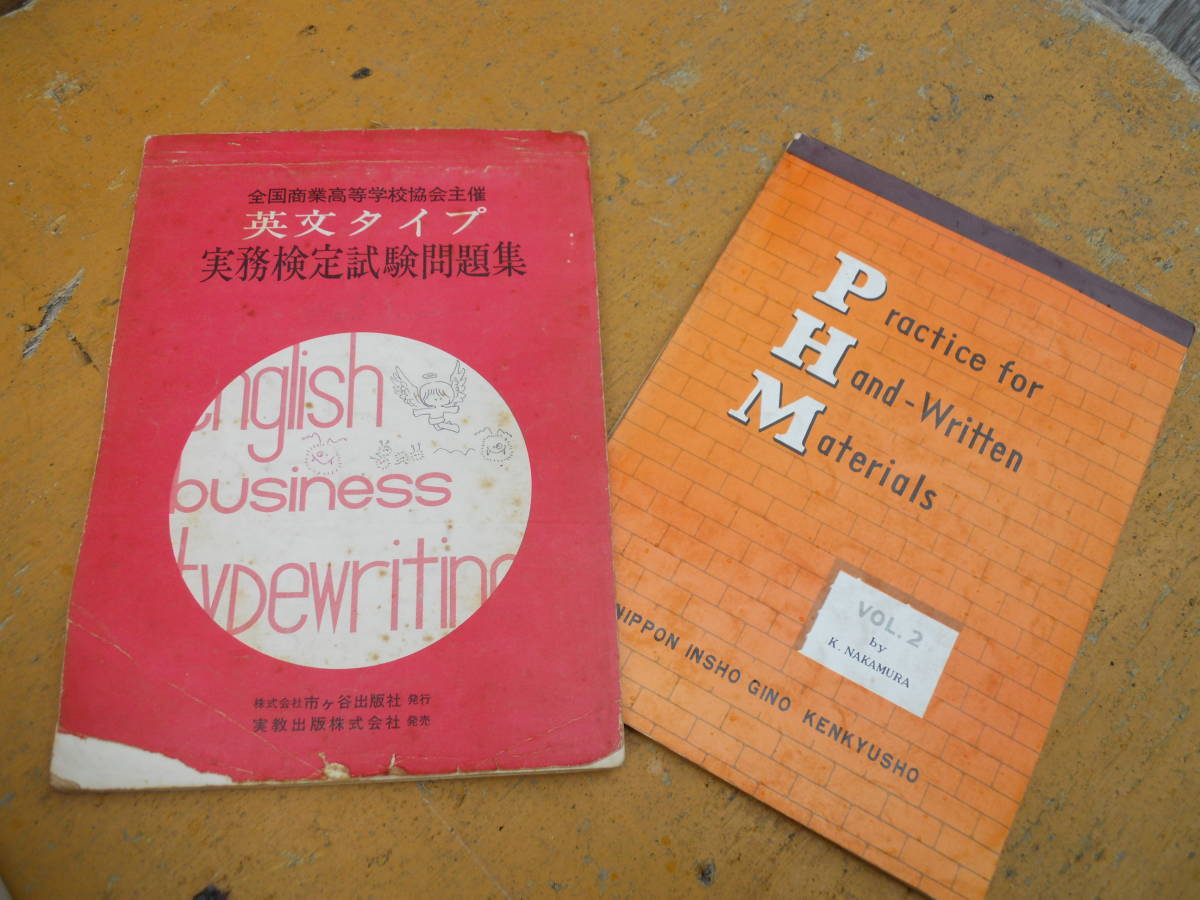 全国商業高等学校協会主催
英文タイプ
実務検定試験問題集
english
business
typewriting
株式会社市ヶ谷出版社 発行
実教出版株式会社 発売
Practice for
Hand-Written
Materials
VOL. 2
by
K. NAKAMURA
NIPPON INSHO GINO KENKYUSHO